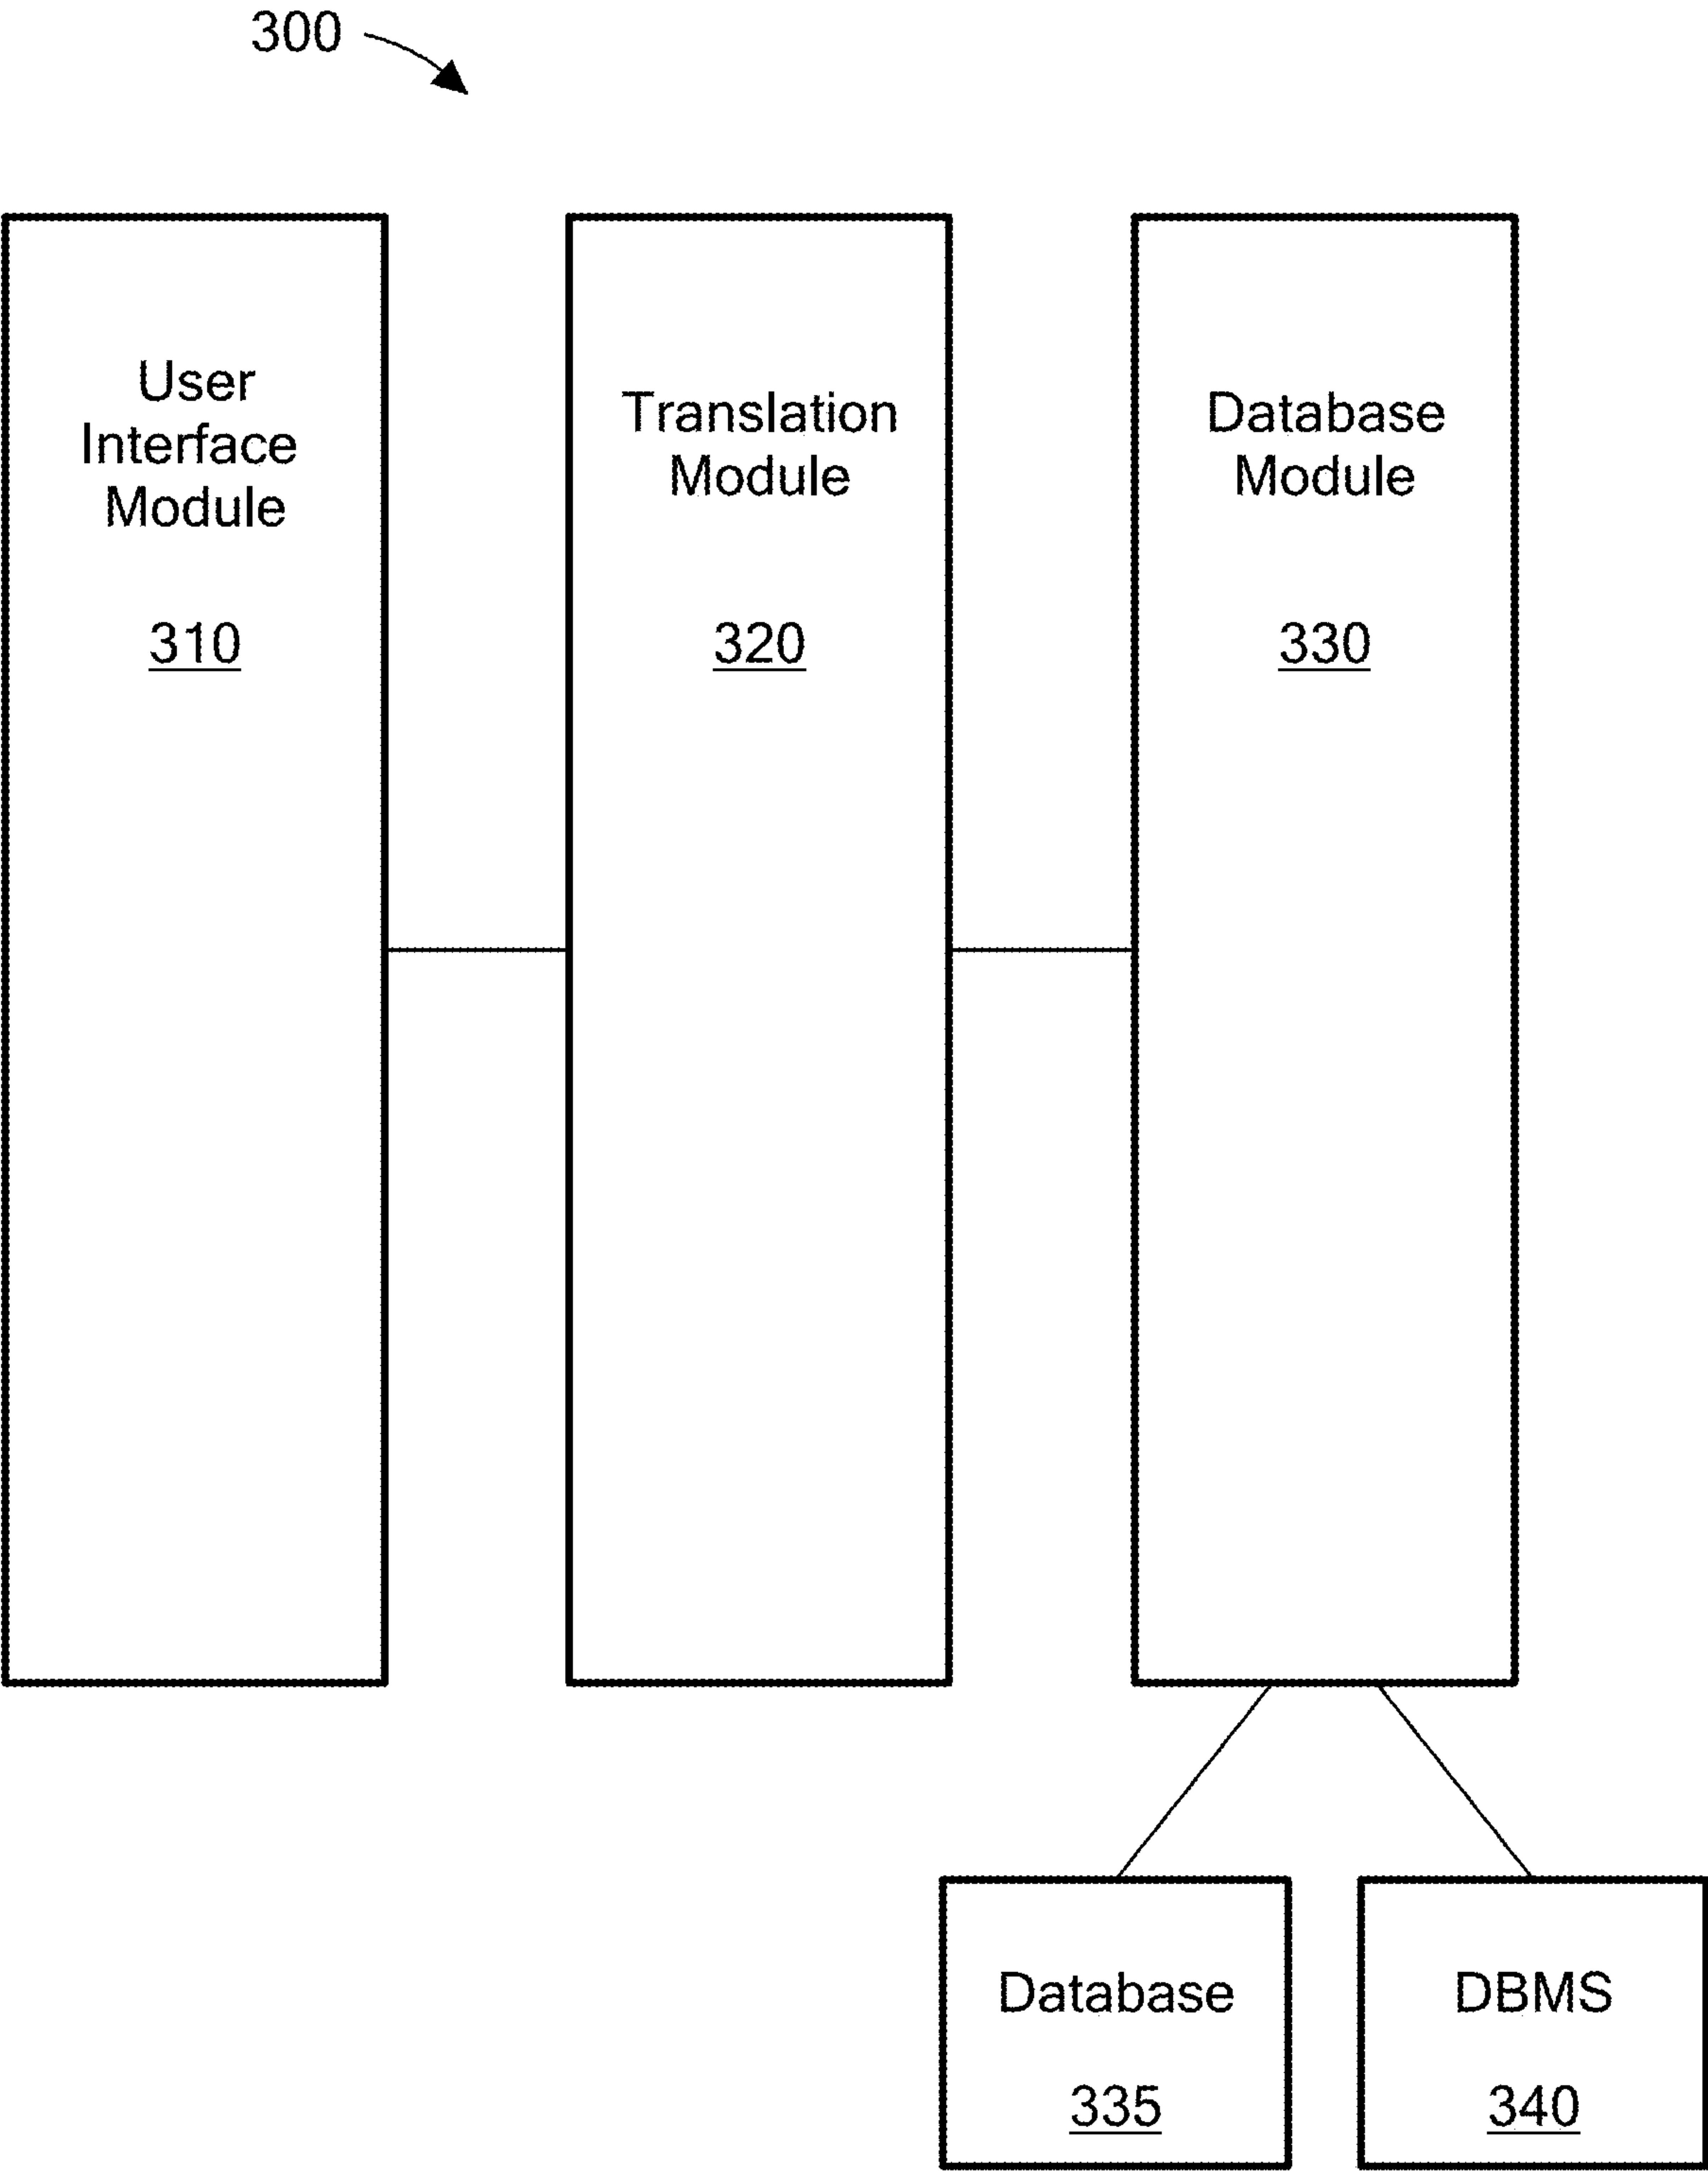 300
User
Interface
Module
310
Translation
Module
320
Database
Module
330
Database
335
DBMS
340